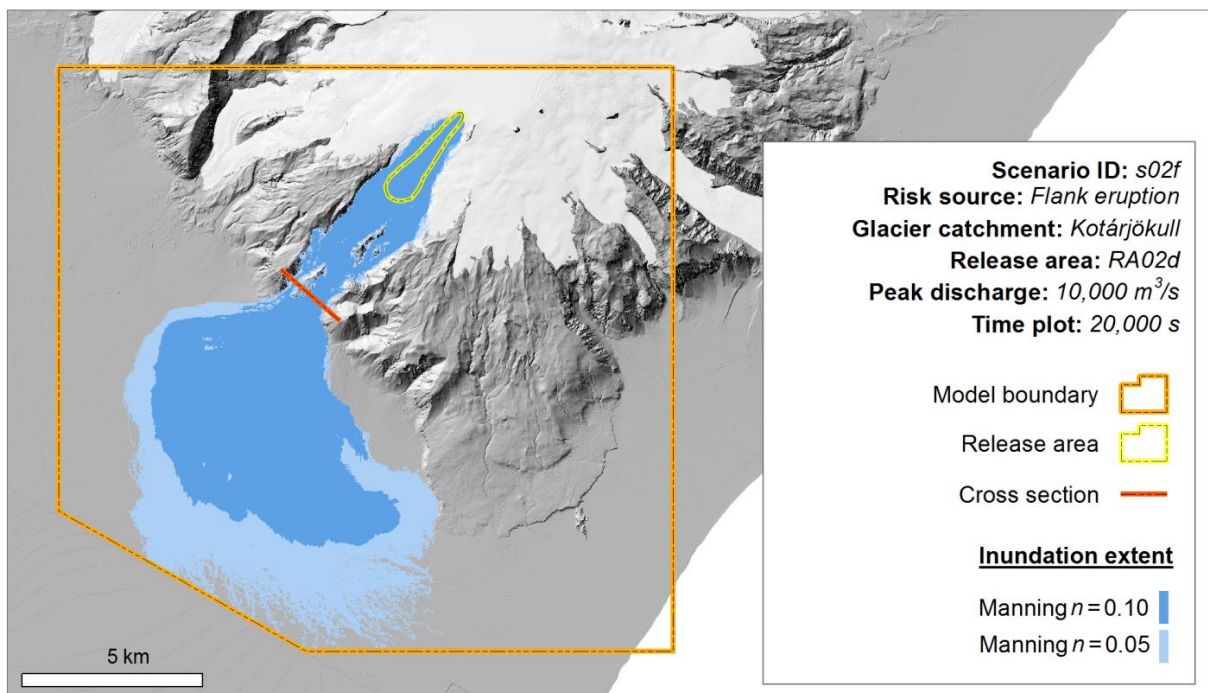 Scenario ID: s02f
Risk source: Flank eruption
Glacier catchment: Kotárjökull
Release area: RA02d
Peak discharge: 10,000 m³/s
Time plot: 20,000 s
Model boundary
Release area
Cross section
Inundation extent
Manning n = 0.10
Manning n = 0.05
5 km